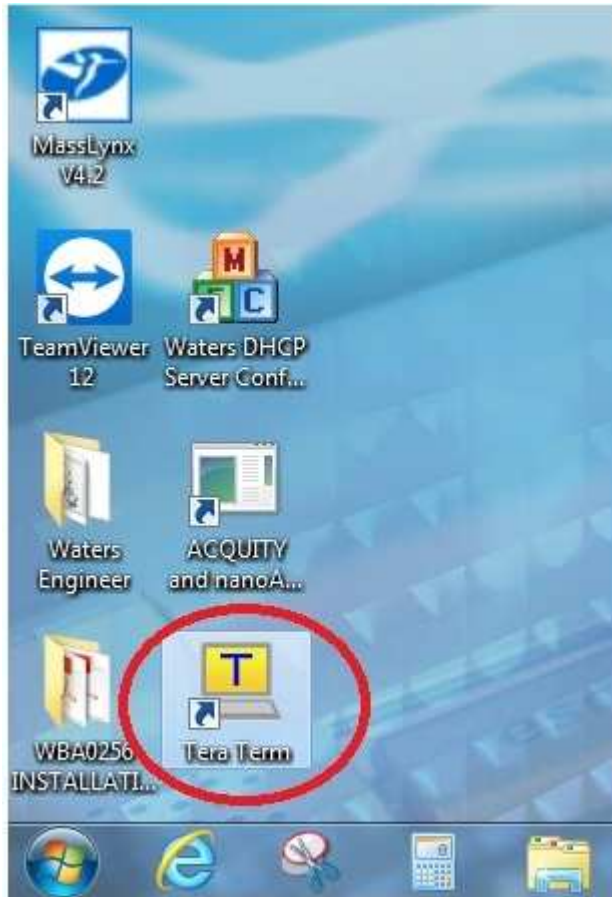 MassLynx
V4.2
TeamViewer
12
Waters DHCP
Server Conf...
Waters
Engineer
ACQUITY
and nanoA...
WBA0256
INSTALLATI...
T
Tera Term